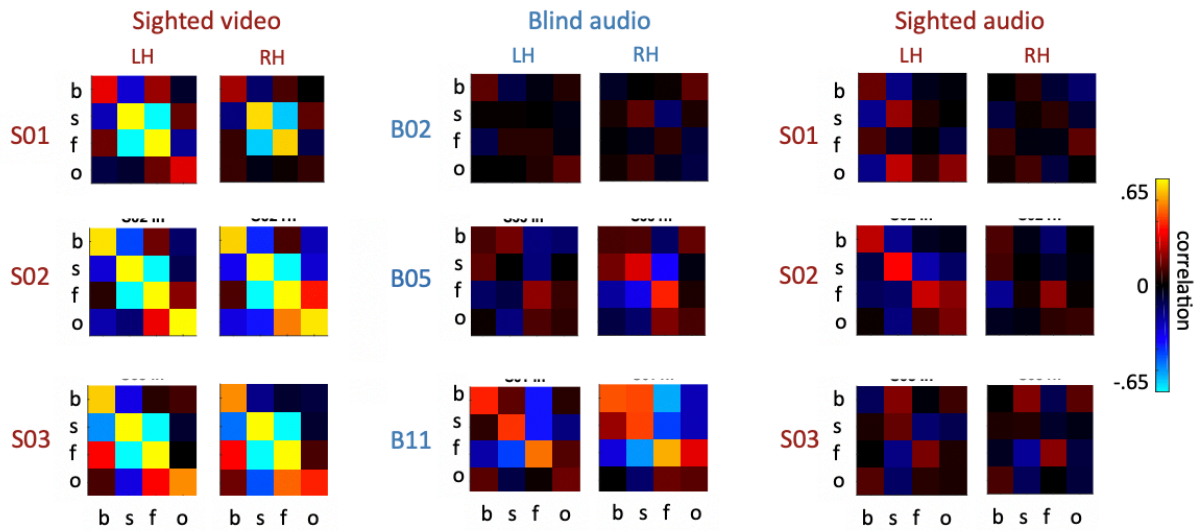 Sighted video Blind audio Sighted audio
LH RH LH RH LH RH
b b b
s s s
S01 B02 S01
f f f
o o o
.65
b b b
s s s
S02 B05 S02 0 correlation
f f f
o o o
-.65
b b b
s s s
S03 B11 S03
f f f
o o o
b s f o b s f o b s f o b s f o b s f o b s f o